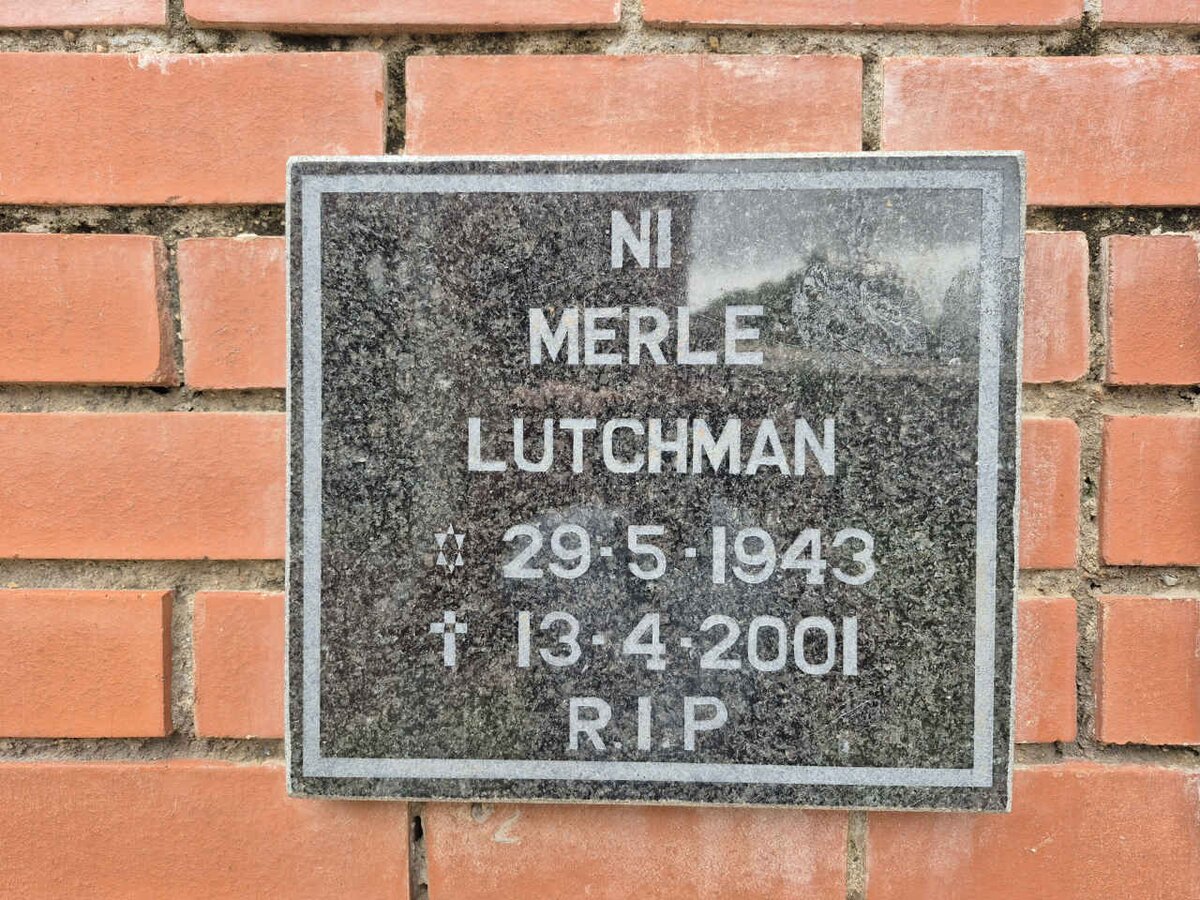 NI
MERLE
LUTCHMAN
✡ 29·5·1943
✝ 13·4·2001
R.I.P